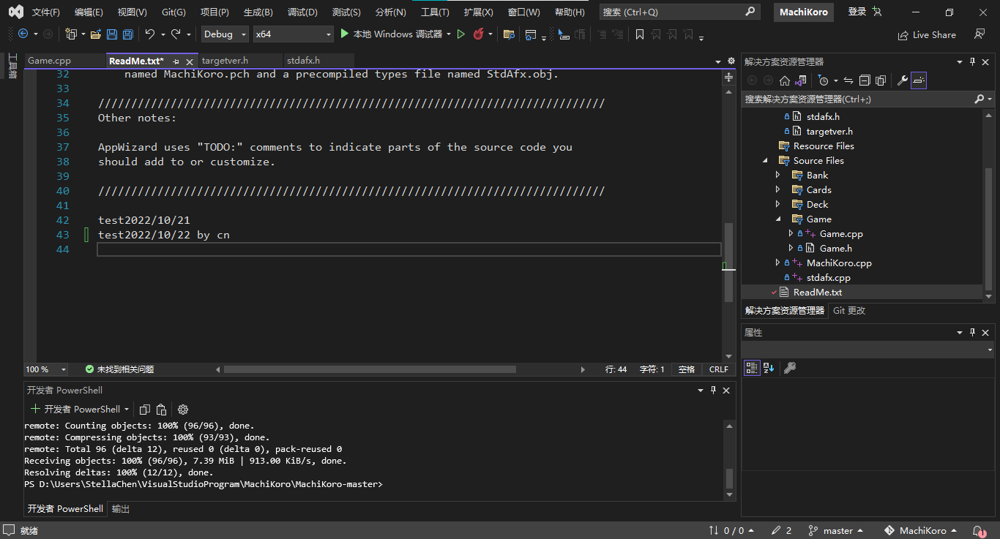 文件(F) 编辑(E) 视图(V) Git(G) 项目(P) 生成(B) 调试(D) 测试(S) 分析(N) 工具(T) 扩展(X) 窗口(W) 帮助(H) 搜索 (Ctrl+Q) MachiKoro 登录
Debug x64 本地 Windows 调试器 Live Share
工具箱
Game.cpp ReadMe.txt* targetver.h stdafx.h
32 named MachiKoro.pch and a precompiled types file named StdAfx.obj.
33
34 /////////////////////////////////////////////////////////////////////////////
35 Other notes:
36
37 AppWizard uses "TODO:" comments to indicate parts of the source code you
38 should add to or customize.
39
40 /////////////////////////////////////////////////////////////////////////////
41
42 test2022/10/21
43 test2022/10/22 by cn
44
100 % 未找到相关问题 行: 44 字符: 1 空格 CRLF
开发者 PowerShell
开发者 PowerShell
remote: Counting objects: 100% (96/96), done.
remote: Compressing objects: 100% (93/93), done.
remote: Total 96 (delta 12), reused 0 (delta 0), pack-reused 0
Receiving objects: 100% (96/96), 7.39 MiB | 913.00 KiB/s, done.
Resolving deltas: 100% (12/12), done.
PS D:\Users\StellaChen\VisualStudioProgram\MachiKoro\MachiKoro-master>
开发者 PowerShell 输出
解决方案资源管理器
搜索解决方案资源管理器(Ctrl+;)
stdafx.h
targetver.h
Resource Files
Source Files
Bank
Cards
Deck
Game
Game.cpp
Game.h
MachiKoro.cpp
stdafx.cpp
ReadMe.txt
解决方案资源管理器 Git 更改
属性
就绪 0 / 0 2 master MachiKoro 1